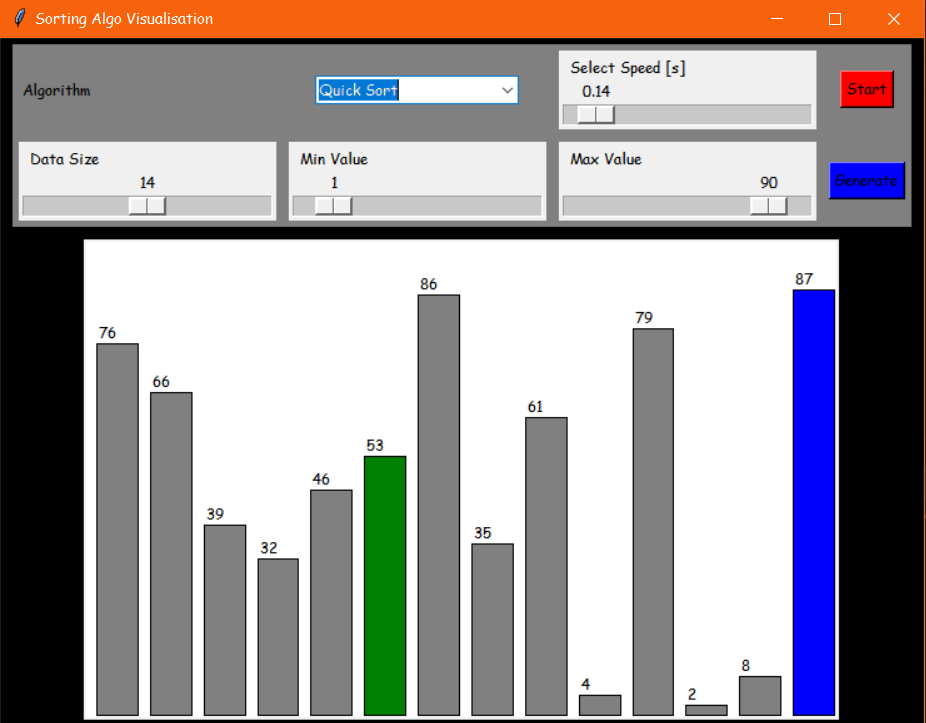 Sorting Algo Visualisation
Algorithm
Quick Sort
Select Speed [s]
0.14
Start
Data Size
14
Min Value
1
Max Value
90
Generate
76
66
39
32
46
53
86
35
61
4
79
2
8
87